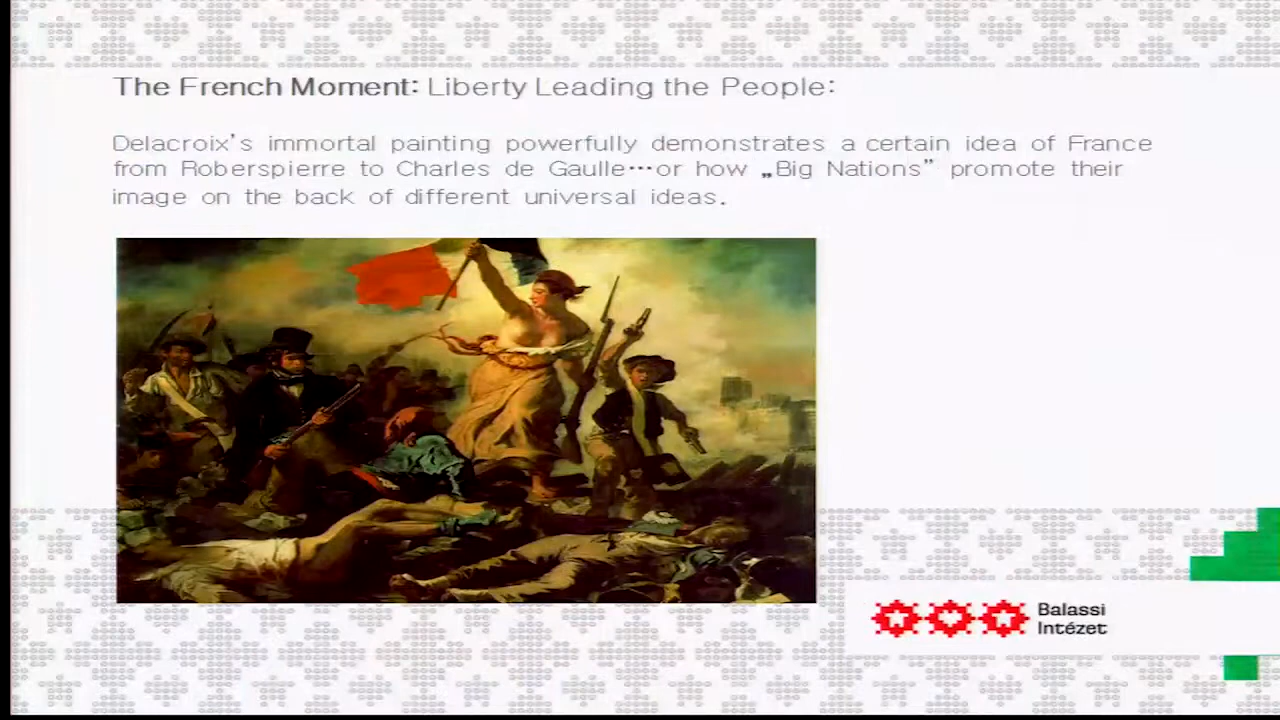 The French Moment: Liberty Leading the People:
Delacroix's immortal painting powerfully demonstrates a certain idea of France
from Roberspierre to Charles de Gaulle…or how „Big Nations” promote their
image on the back of different universal ideas.
Balassi
Intézet